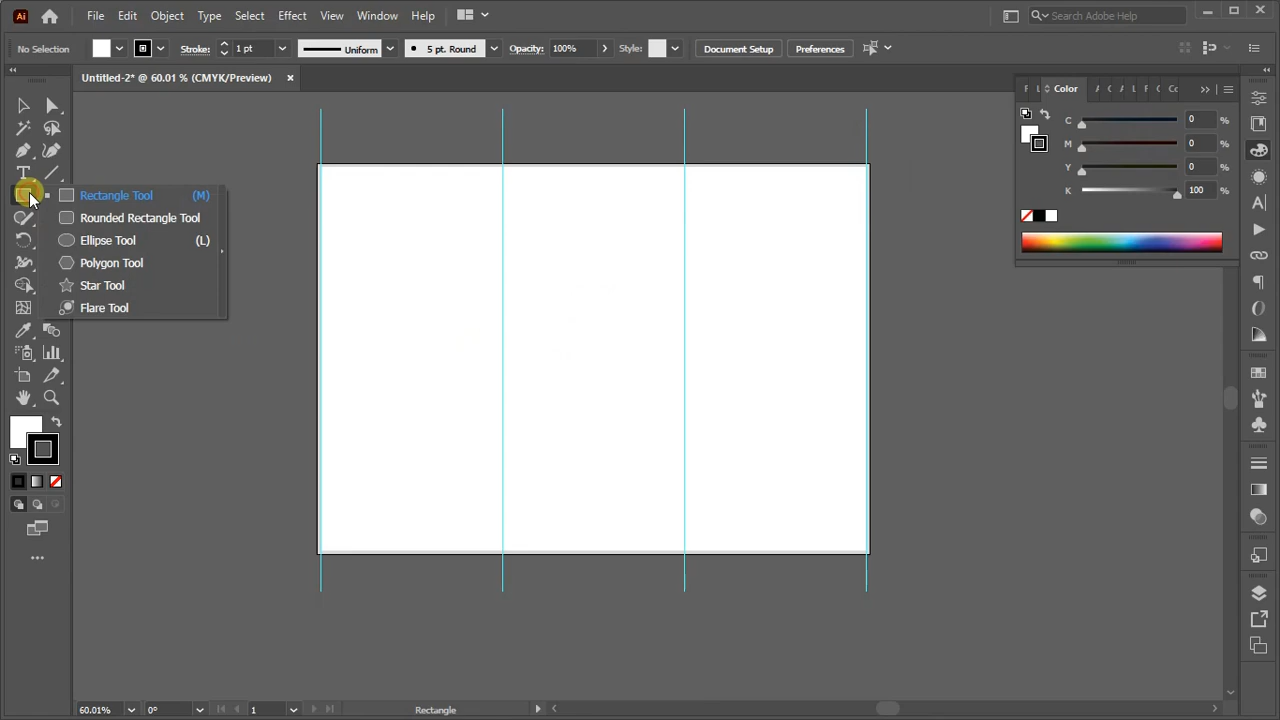 Ai File Edit Object Type Select Effect View Window Help Search Adobe Help
No Selection Stroke: 1 pt Uniform 5 pt. Round Opacity: 100% Style: Document Setup Preferences
Untitled-2* @ 60.01 % (CMYK/Preview)
F L Color A C A L F C Cc
C 0 %
M 0 %
Y 0 %
K 100 %
Rectangle Tool (M)
Rounded Rectangle Tool
Ellipse Tool (L)
Polygon Tool
Star Tool
Flare Tool
60.01% 0° 1 Rectangle